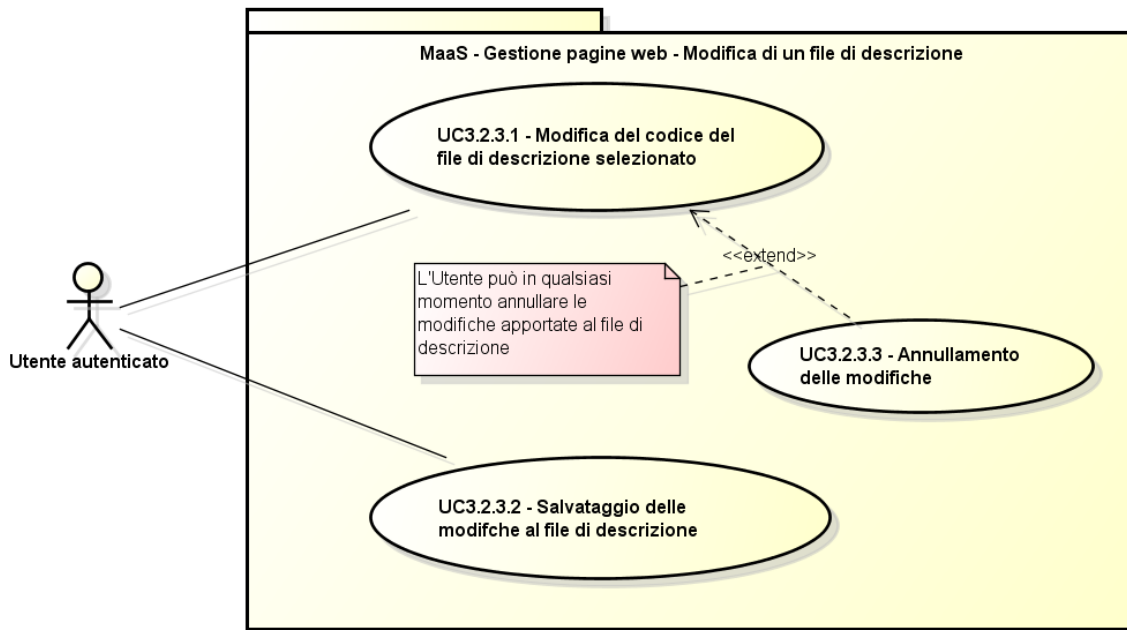 MaaS - Gestione pagine web - Modifica di un file di descrizione
UC3.2.3.1 - Modifica del codice del
file di descrizione selezionato
<<extend>>
L'Utente può in qualsiasi
momento annullare le
modifiche apportate al file di
descrizione
Utente autenticato
UC3.2.3.3 - Annullamento
delle modifiche
UC3.2.3.2 - Salvataggio delle
modifche al file di descrizione